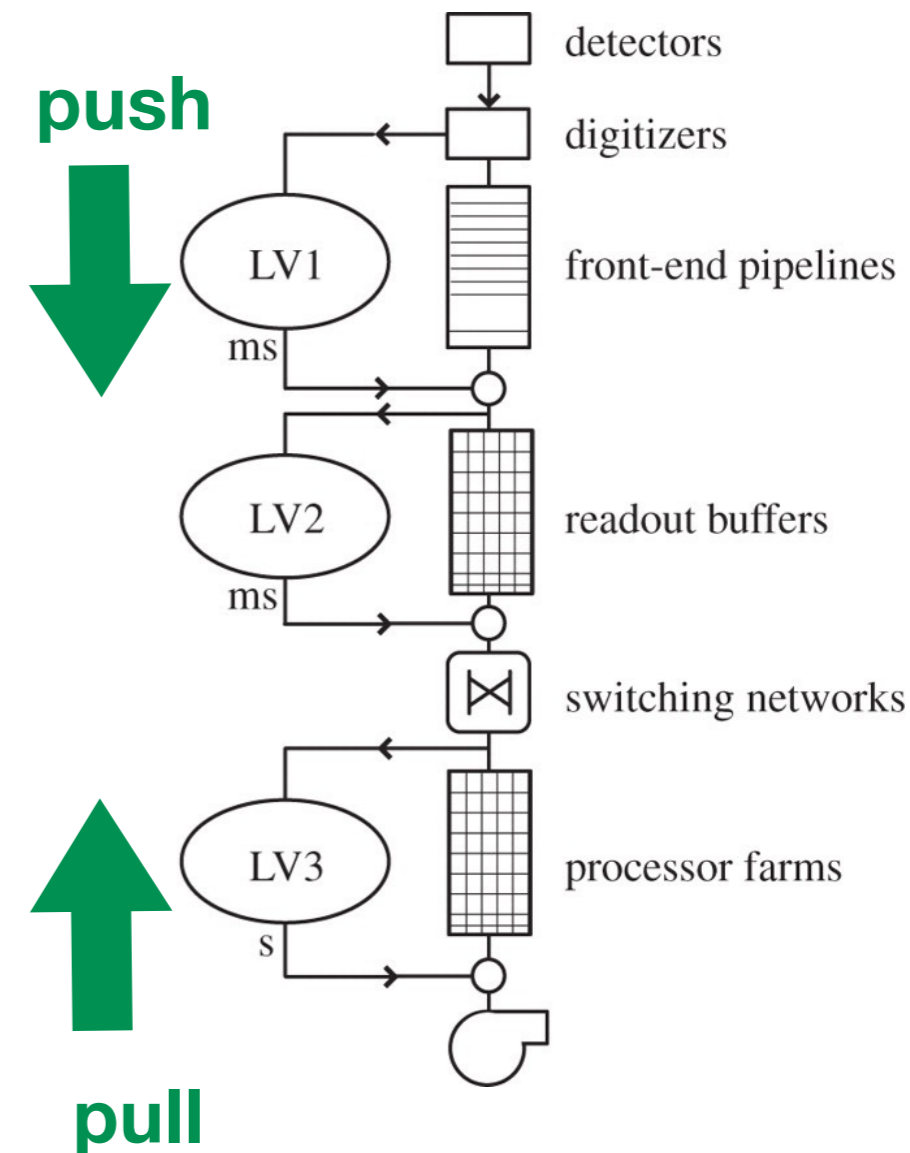 detectors
push
digitizers
LV1
front-end pipelines
ms
LV2
readout buffers
ms
switching networks
LV3
processor farms
s
pull